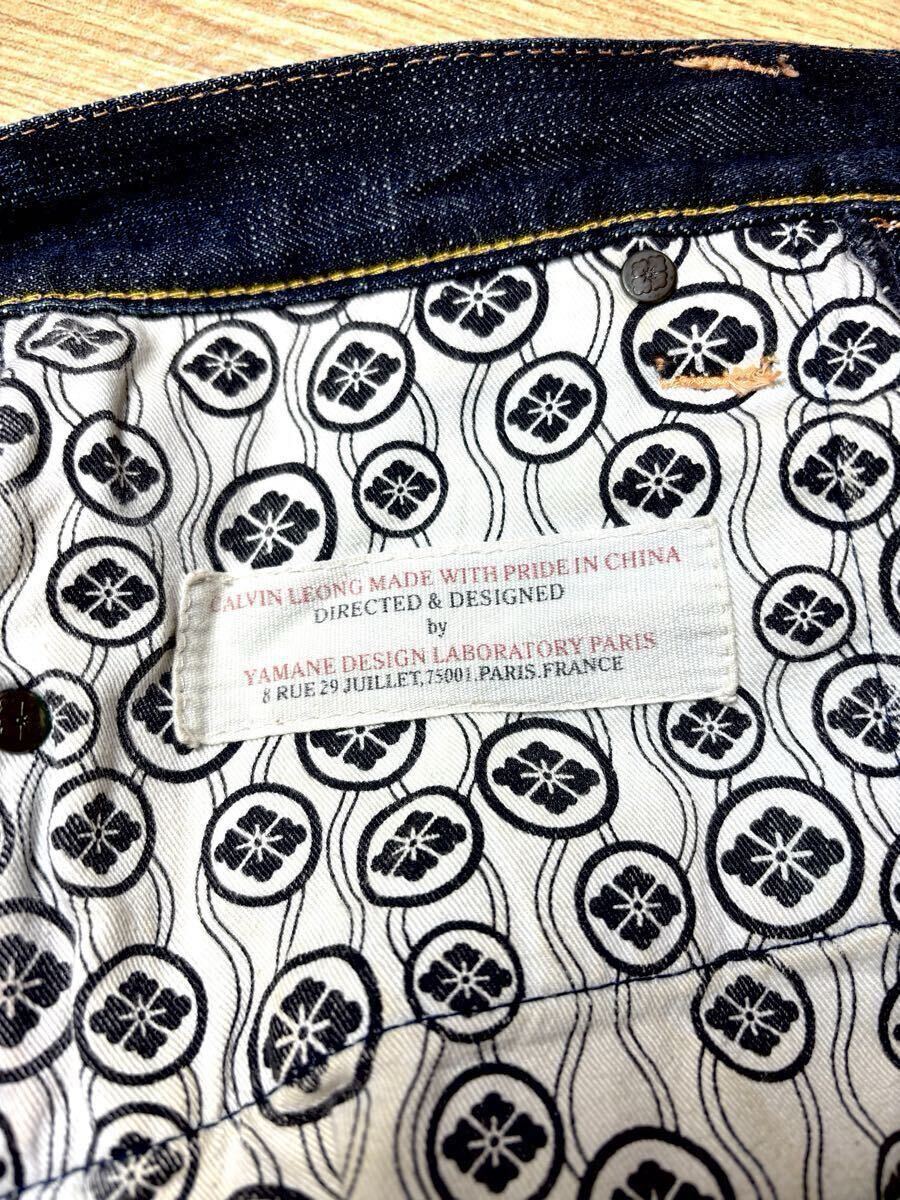 CALVIN LEONG MADE WITH PRIDE IN CHINA
DIRECTED & DESIGNED
by
YAMANE DESIGN LABORATORY PARIS
8 RUE 29 JUILLET,75001.PARIS.FRANCE